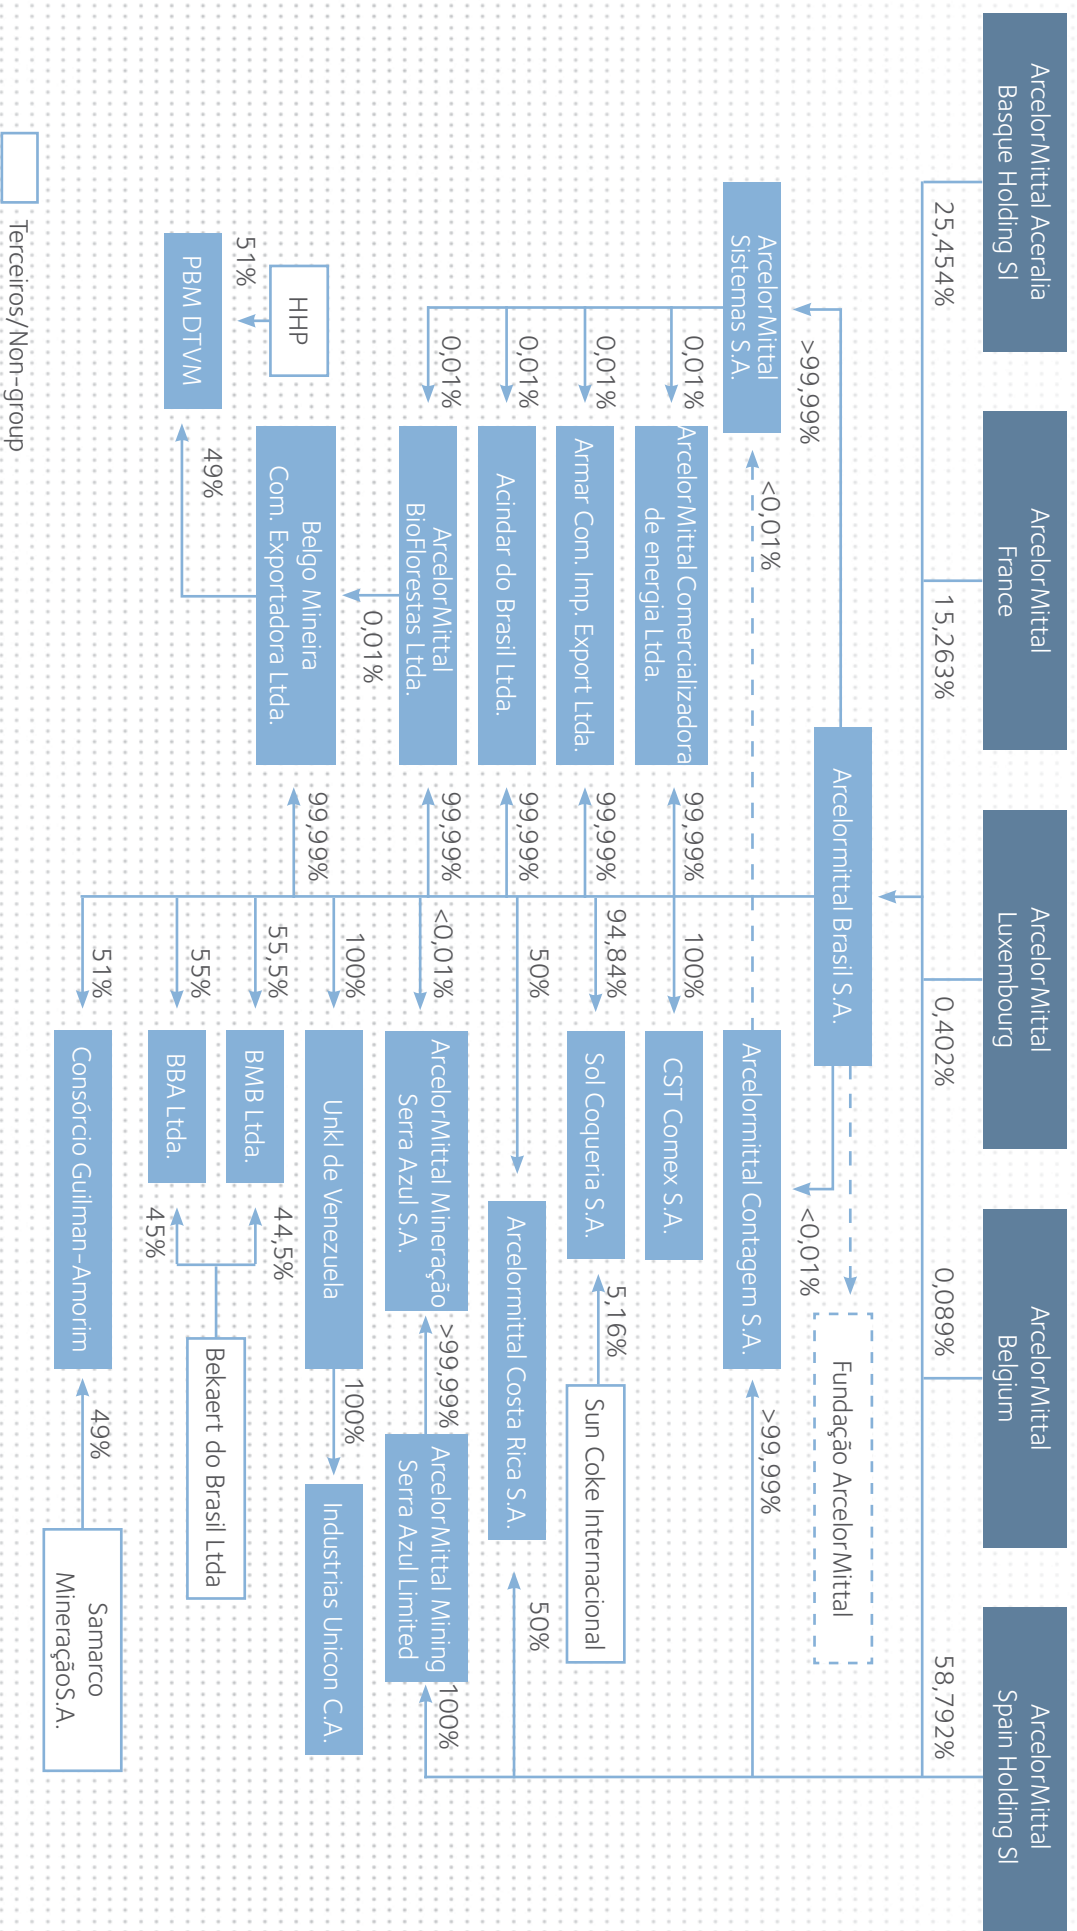 ArcelorMittal Aceralia
Basque Holding SI
ArcelorMittal
France
ArcelorMittal
Luxembourg
ArcelorMittal
Belgium
ArcelorMittal
Spain Holding SI
25,454%
15,263%
0,402%
0,089%
58,792%
Arcelormittal Brasil S.A.
Fundação ArcelorMittal
>99,99%
<0,01%
ArcelorMittal
Sistemas S.A.
<0,01%
Arcelormittal Contagem S.A.
>99,99%
0,01%
ArcelorMittal Comercializadora
de energia Ltda.
99,99%
100%
CST Comex S.A.
0,01%
Armar Com. Imp. Export Ltda.
99,99%
94,84%
Sol Coqueria S.A.
5,16%
Sun Coke Internacional
0,01%
Acindar do Brasil Ltda.
99,99%
50%
Arcelormittal Costa Rica S.A.
50%
0,01%
ArcelorMittal
BioFlorestas Ltda.
99,99%
<0,01%
ArcelorMittal Mineração
Serra Azul S.A.
>99,99%
ArcelorMittal Mining
Serra Azul Limited
100%
0,01%
100%
Unkl de Venezuela
100%
Industrias Unicon C.A.
HHP
51%
Belgo Mineira
Com. Exportadora Ltda.
99,99%
55,5%
BMB Ltda.
44,5%
PBM DTVM
49%
55%
BBA Ltda.
45%
Bekaert do Brasil Ltda
51%
Consórcio Guilman-Amorim
49%
Samarco
MineraçãoS.A.
Terceiros/Non-group